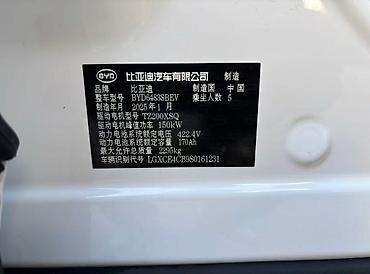 BYD 比亚迪汽车有限公司 制造
品牌 比亚迪 制造国 中国
整车型号 BYD6483SBEV 乘坐人数 5
制造年月 2025年1月
驱动电机型号 TZ200XSQ
驱动电机峰值功率 150kW
动力电池系统额定电压 422.4V
动力电池系统额定容量 170Ah
最大允许总质量 2295kg
车辆识别代号 LGXCE4CB9S0161231